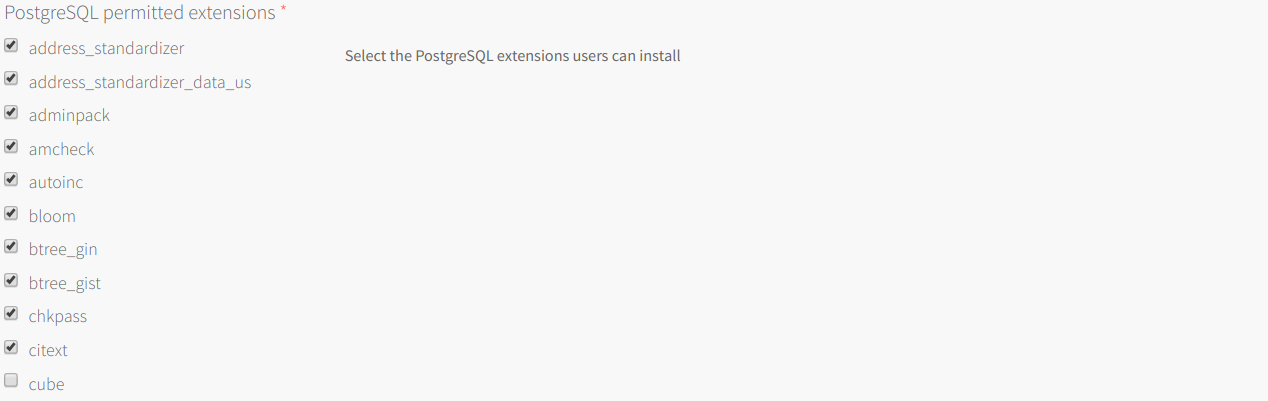 PostgreSQL permitted extensions *
address_standardizer
Select the PostgreSQL extensions users can install
address_standardizer_data_us
adminpack
amcheck
autoinc
bloom
btree_gin
btree_gist
chkpass
citext
cube